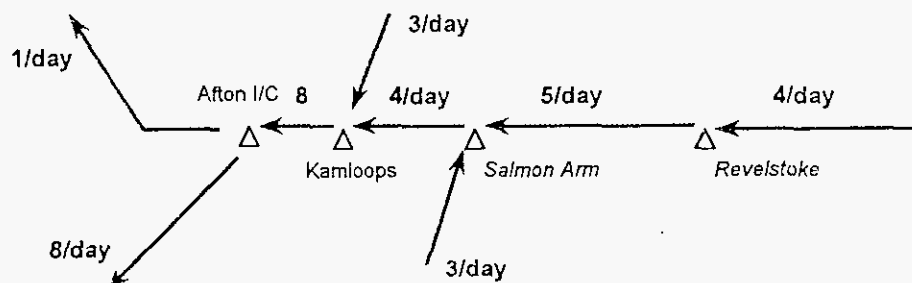 3/day
1/day
Afton I/C 8 4/day 5/day 4/day
Kamloops Salmon Arm Revelstoke
8/day
3/day